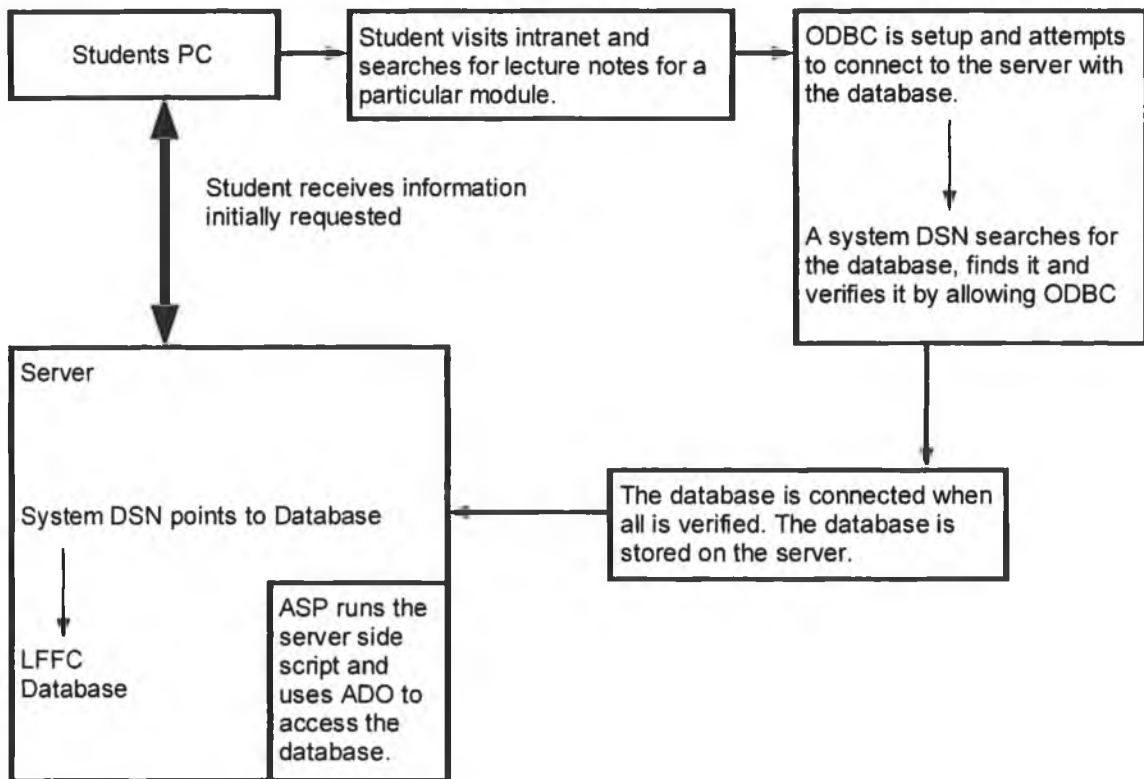 Students PC
Student visits intranet and
searches for lecture notes for a
particular module.
ODBC is setup and attempts
to connect to the server with
the database.
A system DSN searches for
the database, finds it and
verifies it by allowing ODBC
Student receives information
initially requested
Server
System DSN points to Database
LFFC
Database
ASP runs the
server side
script and
uses ADO to
access the
database.
The database is connected when
all is verified. The database is
stored on the server.